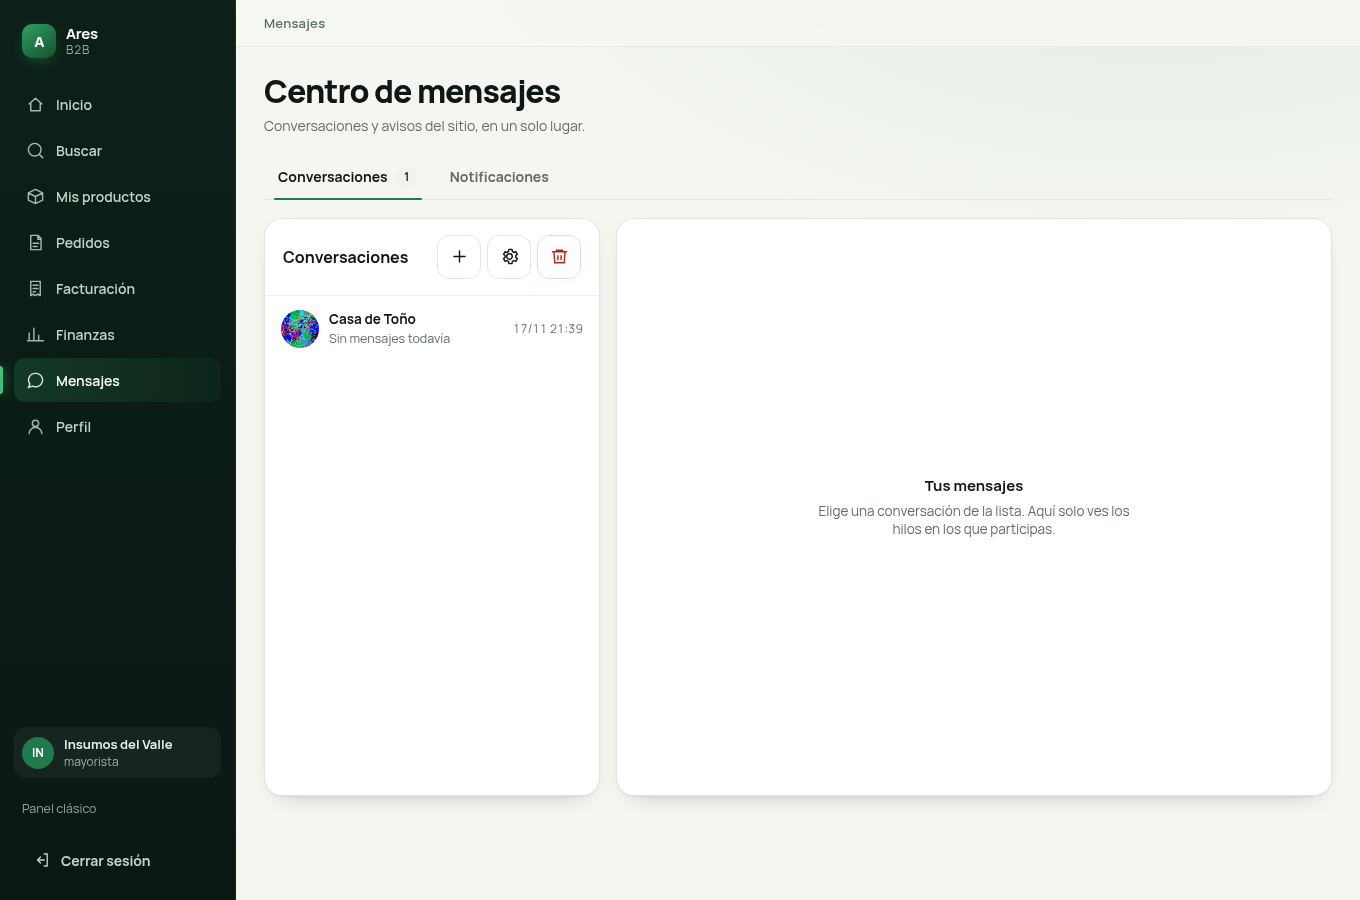 A
Ares
B2B
Inicio
Buscar
Mis productos
Pedidos
Facturación
Finanzas
Mensajes
Perfil
IN
Insumos del Valle
mayorista
Panel clásico
Cerrar sesión
Mensajes
Centro de mensajes
Conversaciones y avisos del sitio, en un solo lugar.
Conversaciones 1
Notificaciones
Conversaciones
Casa de Toño
Sin mensajes todavía
17/11 21:39
Tus mensajes
Elige una conversación de la lista. Aquí solo ves los
hilos en los que participas.